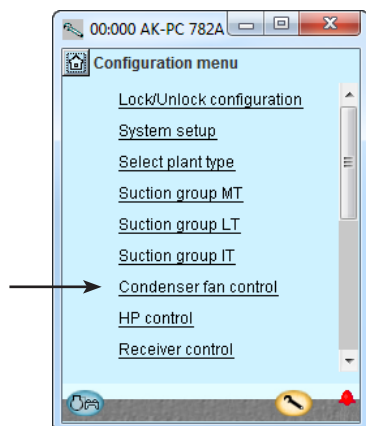 00:000 AK-PC 782A
Configuration menu
Lock/Unlock configuration
System setup
Select plant type
Suction group MT
Suction group LT
Suction group IT
Condenser fan control
HP control
Receiver control